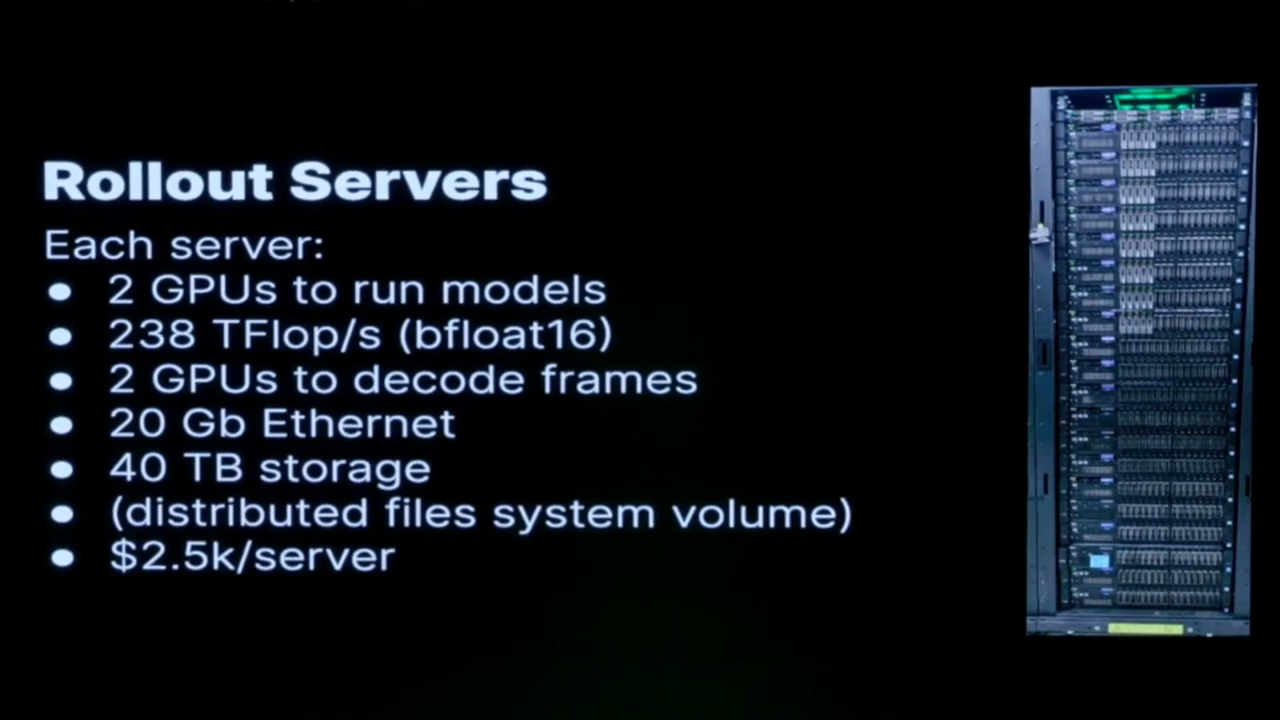 Rollout Servers
Each server:
● 2 GPUs to run models
● 238 TFlop/s (bfloat16)
● 2 GPUs to decode frames
● 20 Gb Ethernet
● 40 TB storage
● (distributed files system volume)
● $2.5k/server